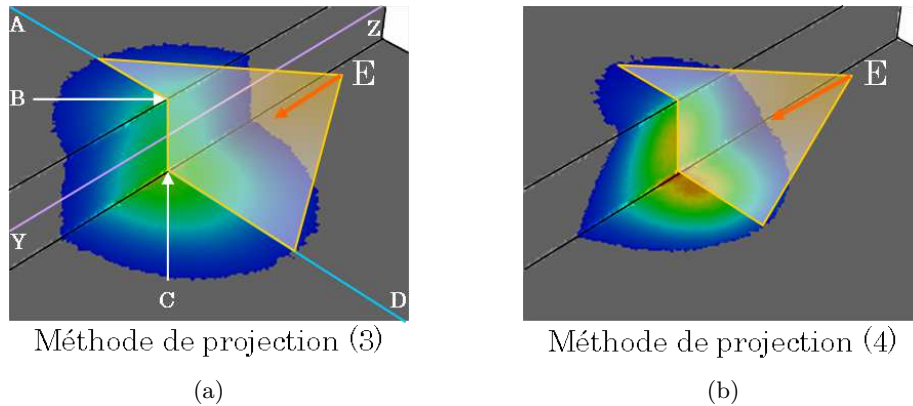 A
Z
E
B
Y
C
D
Méthode de projection (3)
(a)
E
Méthode de projection (4)
(b)